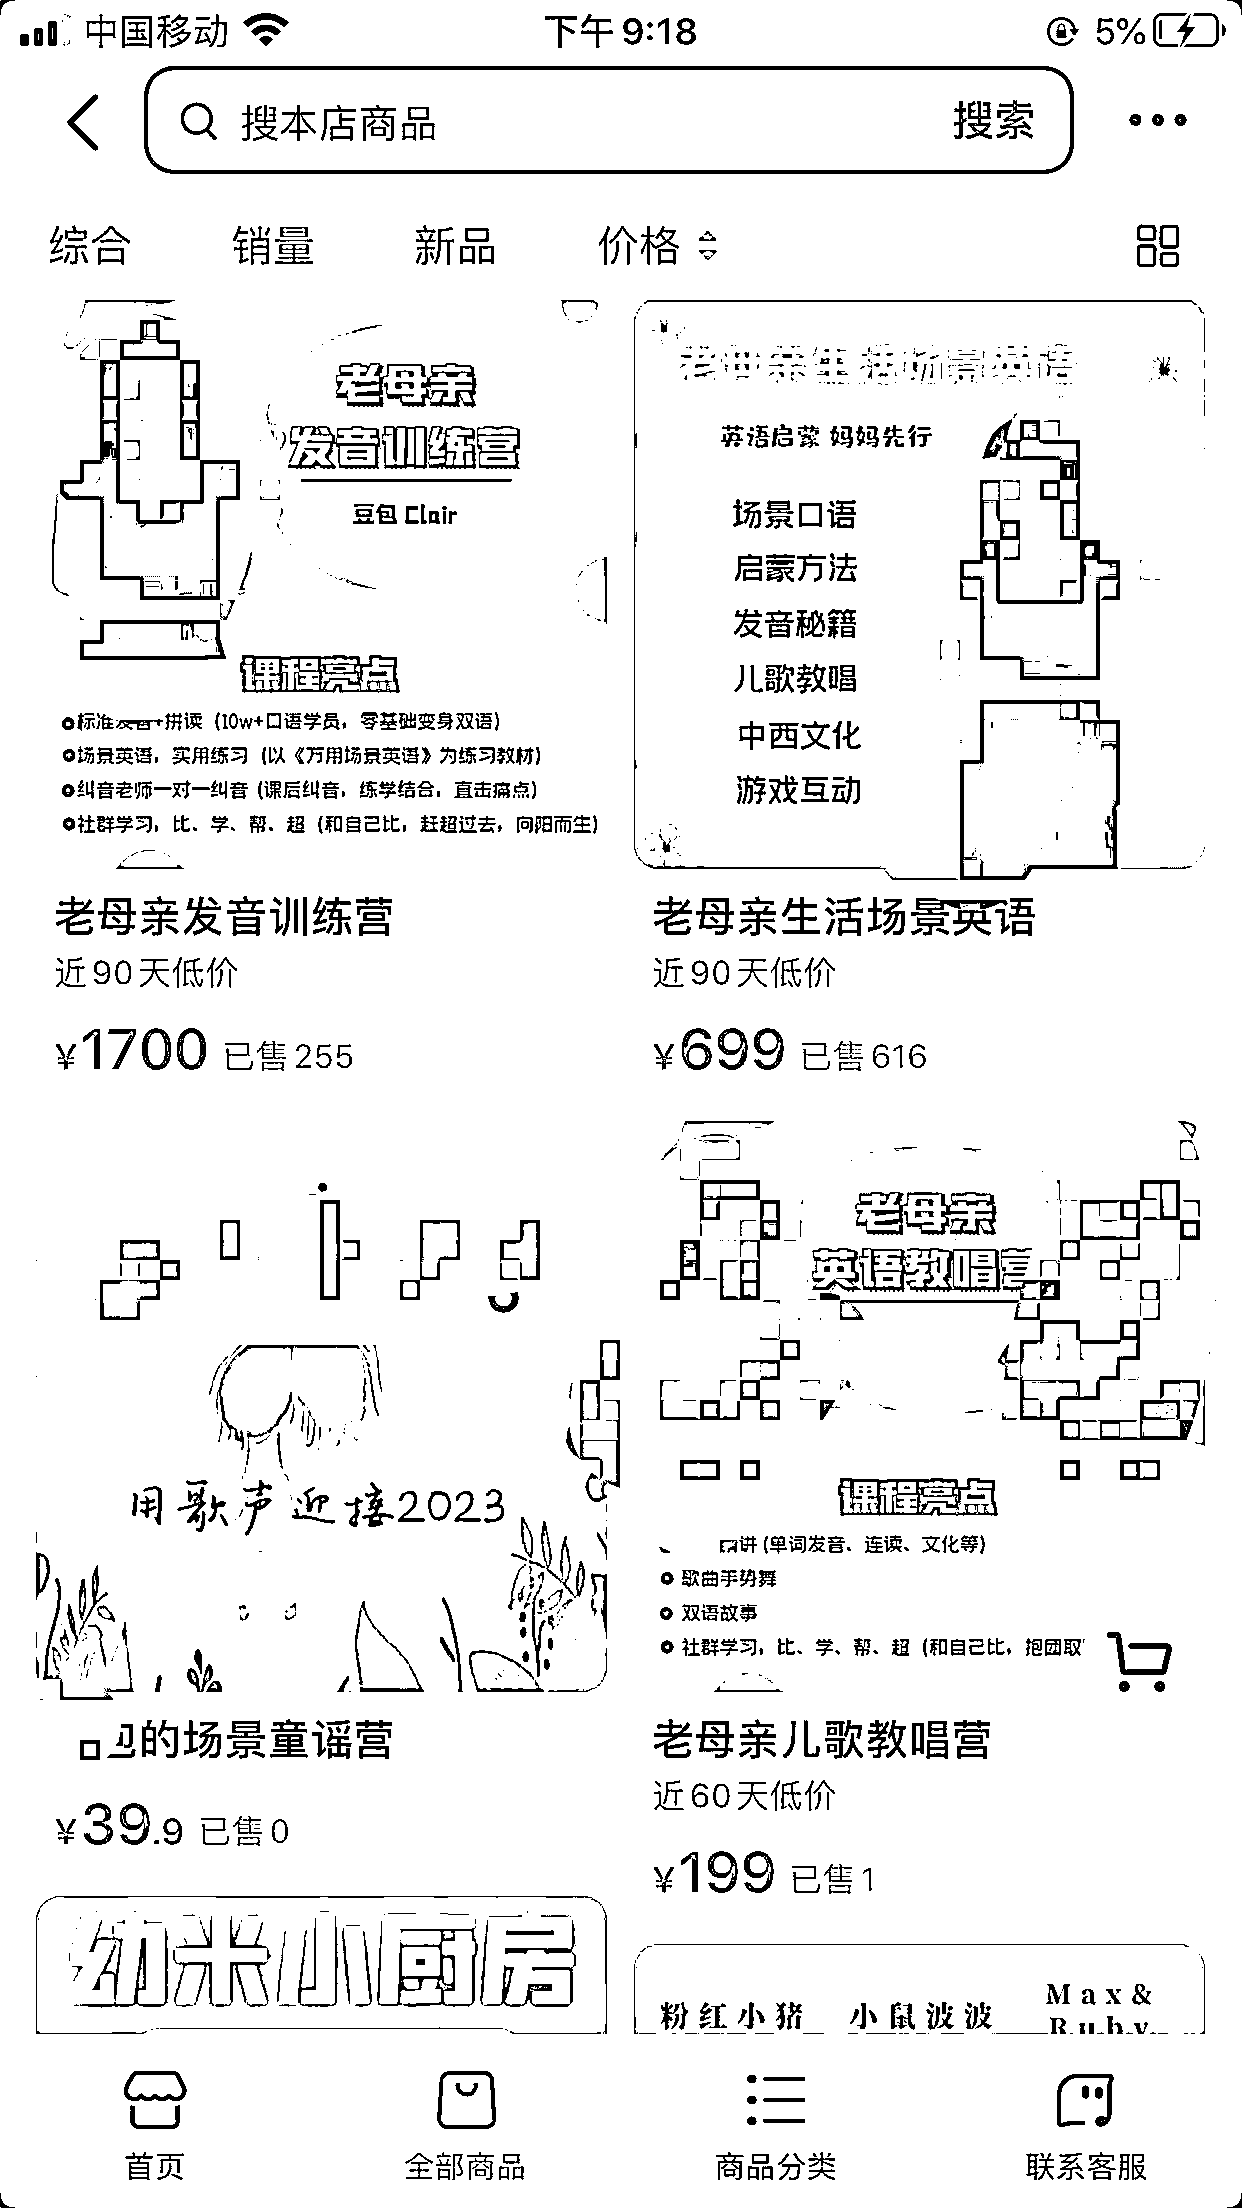 中国移动 下午 9:18 5%
搜本店商品 搜索
综合 销量 新品 价格
老母亲
发音训练营
豆包 Clair
课程亮点
标准发音+拼读（10w+口语学员，零基础变身双语）
场景英语，实用练习（以《万用场景英语》为练习教材）
纠音老师一对一纠音（课后纠音，练学结合，直击痛点）
社群学习，比、学、帮、超（和自己比，赶超过去，向阳而生）
老母亲发音训练营
近90天低价
¥1700 已售255
老母亲生活场景英语
英语启蒙 妈妈先行
场景口语
启蒙方法
发音秘籍
儿歌教唱
中西文化
游戏互动
老母亲生活场景英语
近90天低价
¥699 已售616
用歌声迎接2023
的场景童谣营
¥39.9 已售0
老母亲
英语教唱营
课程亮点
讲（单词发音、连读、文化等）
歌曲手势舞
双语故事
社群学习，比、学、帮、超（和自己比，抱团取
老母亲儿歌教唱营
近60天低价
¥199 已售1
幼米小厨房
粉红小猪 小鼠波波 Max&
Ruby
首页 全部商品 商品分类 联系客服